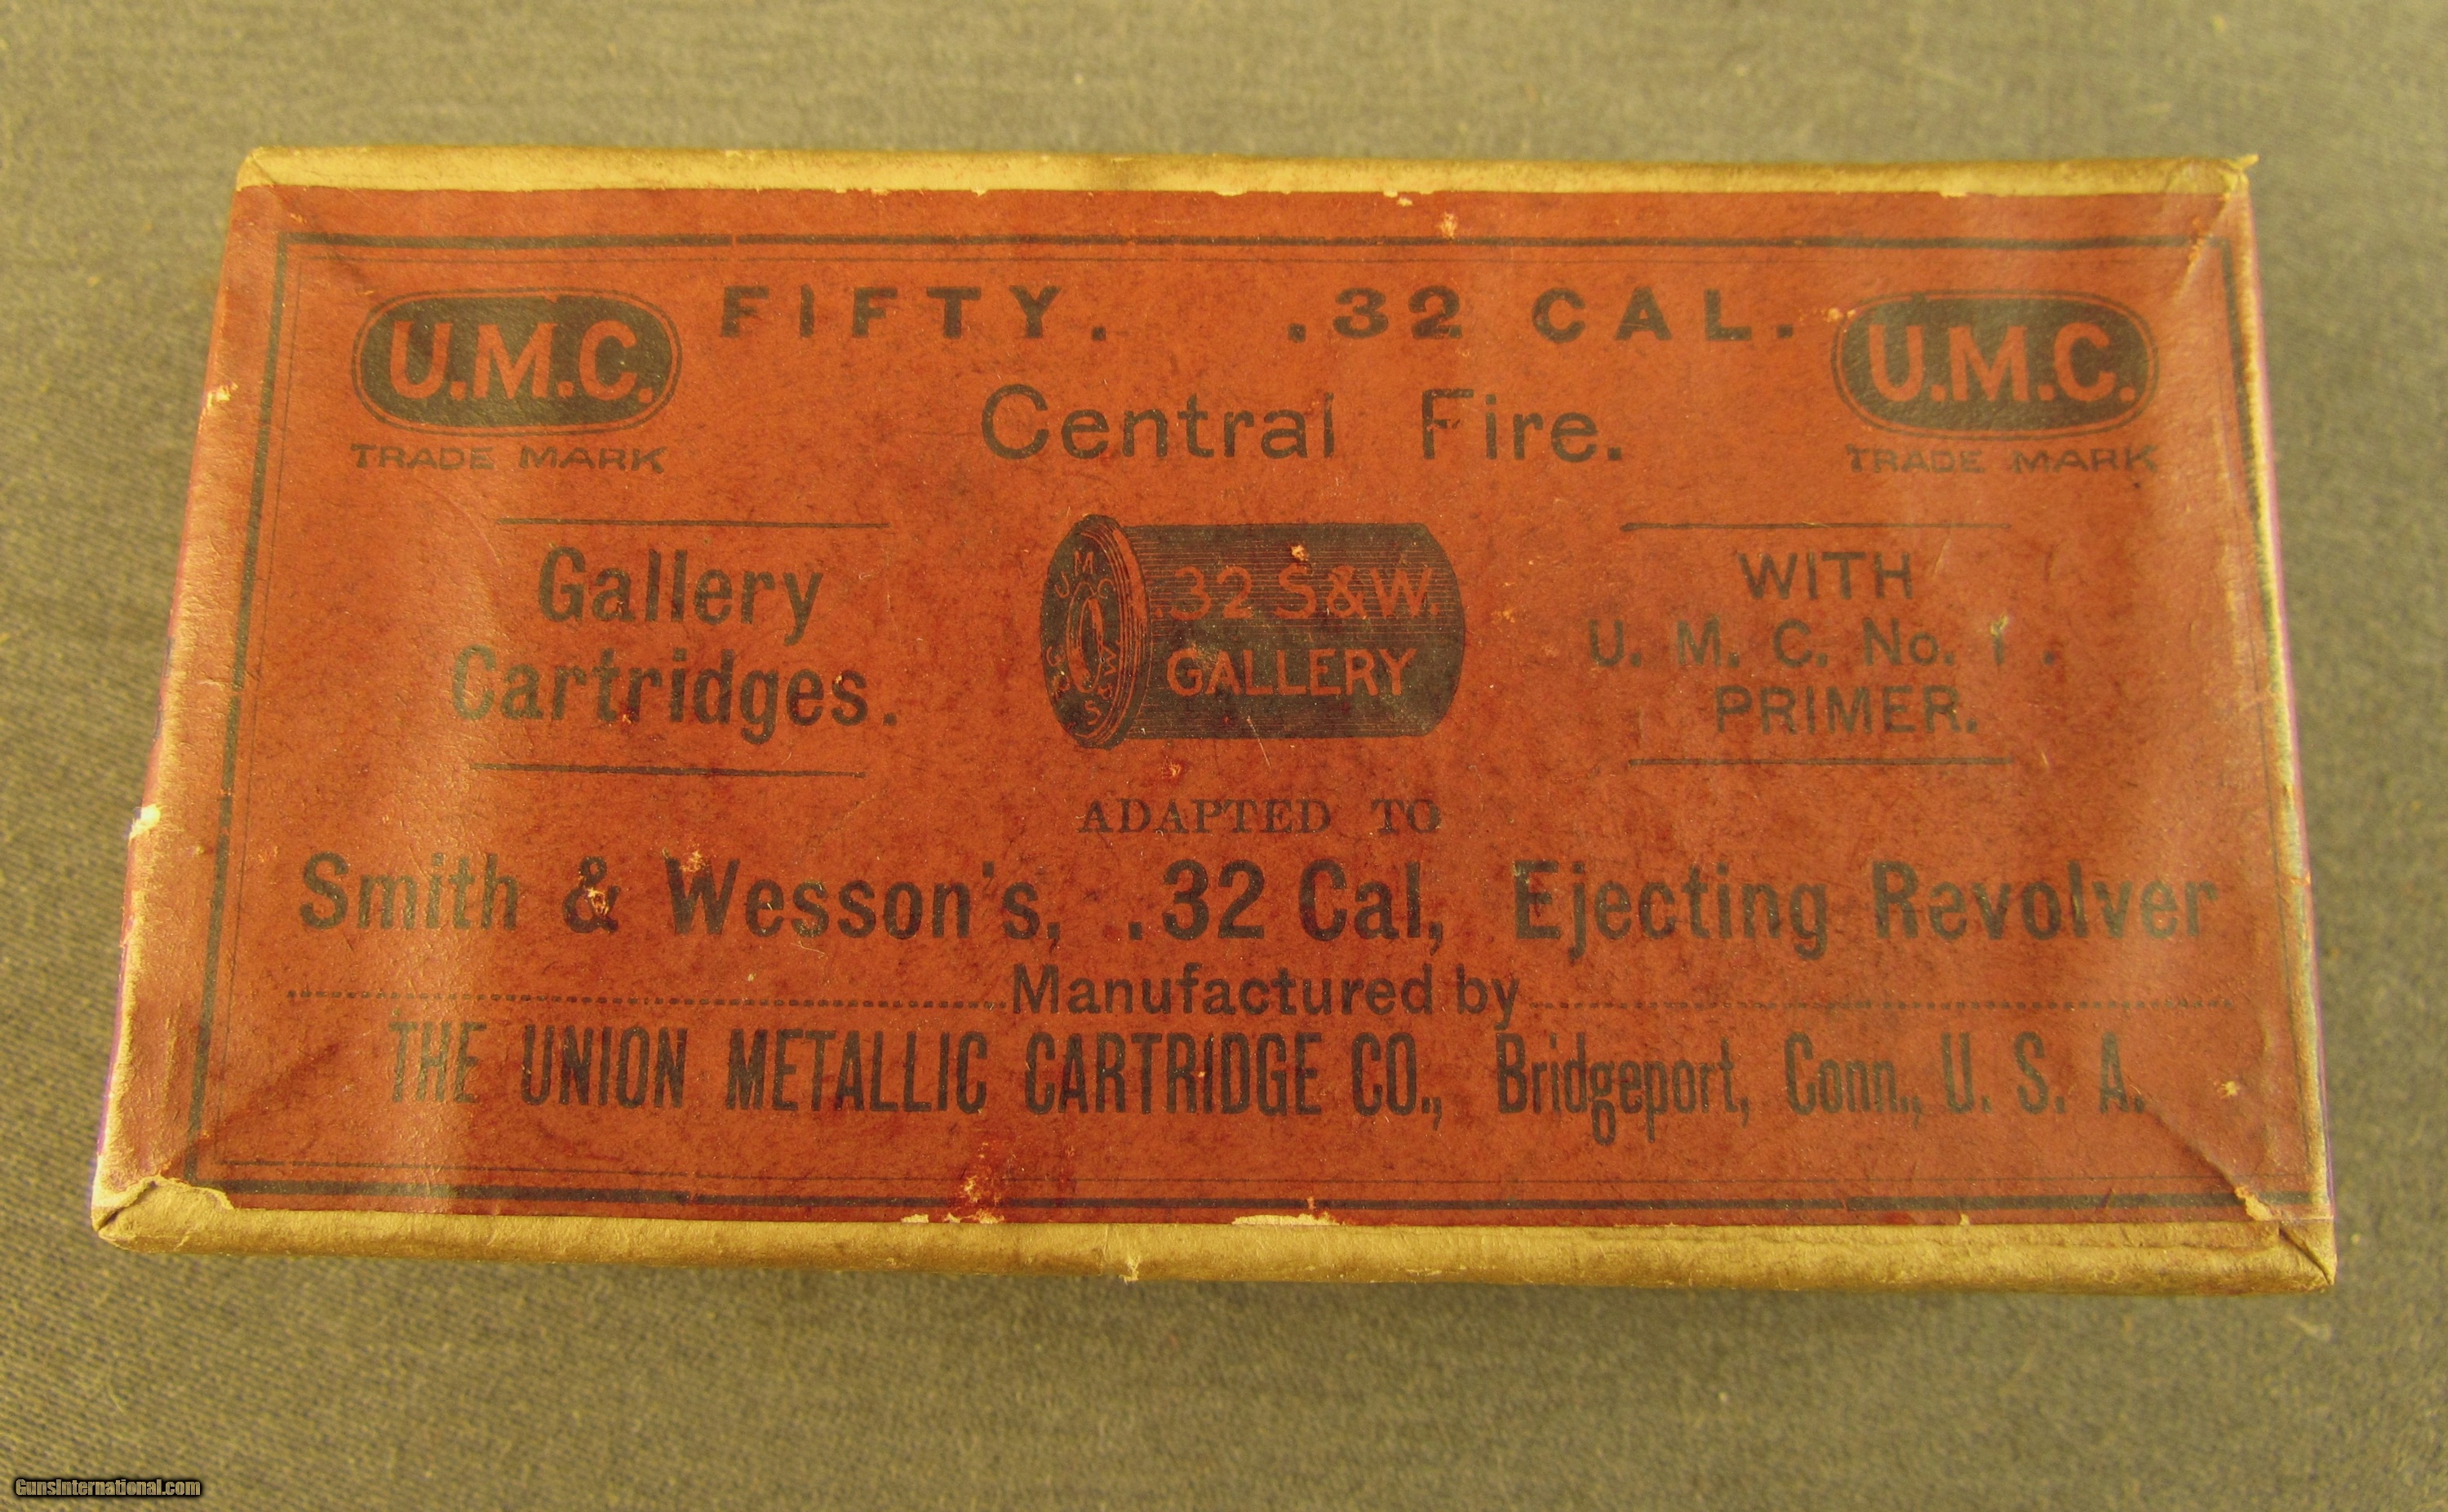 FIFTY. .32 CAL.
U.M.C. U.M.C.
TRADE MARK TRADE MARK
Central Fire.
Gallery
Cartridges.
U M C
S & W
.32 S&W.
GALLERY
WITH
U. M. C. No. 1.
PRIMER.
ADAPTED TO
Smith & Wesson's, .32 Cal, Ejecting Revolver
Manufactured by
THE UNION METALLIC CARTRIDGE CO., Bridgeport, Conn., U. S. A.
GunsInternational.com